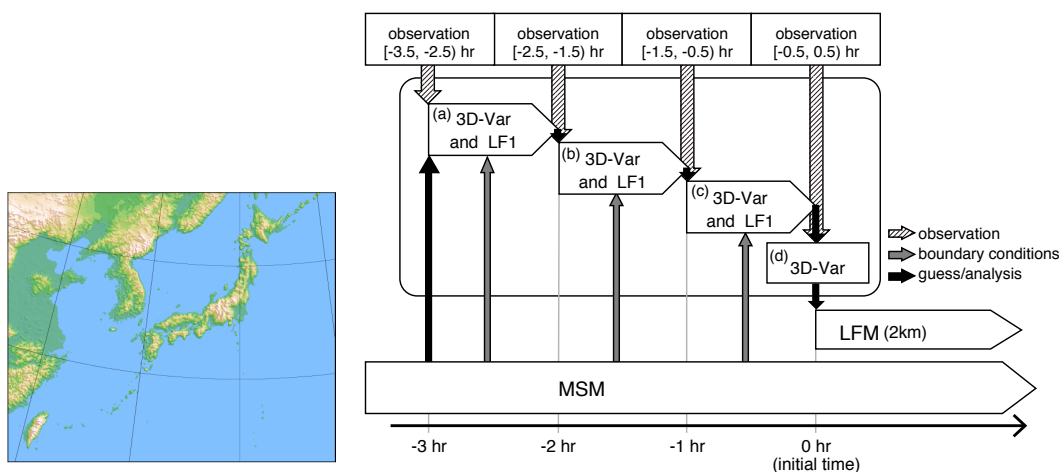 observation
[-3.5, -2.5) hr
observation
[-2.5, -1.5) hr
observation
[-1.5, -0.5) hr
observation
[-0.5, 0.5) hr
(a) 3D-Var
and LF1
(b) 3D-Var
and LF1
(c) 3D-Var
and LF1
(d) 3D-Var
observation
boundary conditions
guess/analysis
LFM (2km)
MSM
-3 hr
-2 hr
-1 hr
0 hr
(initial time)